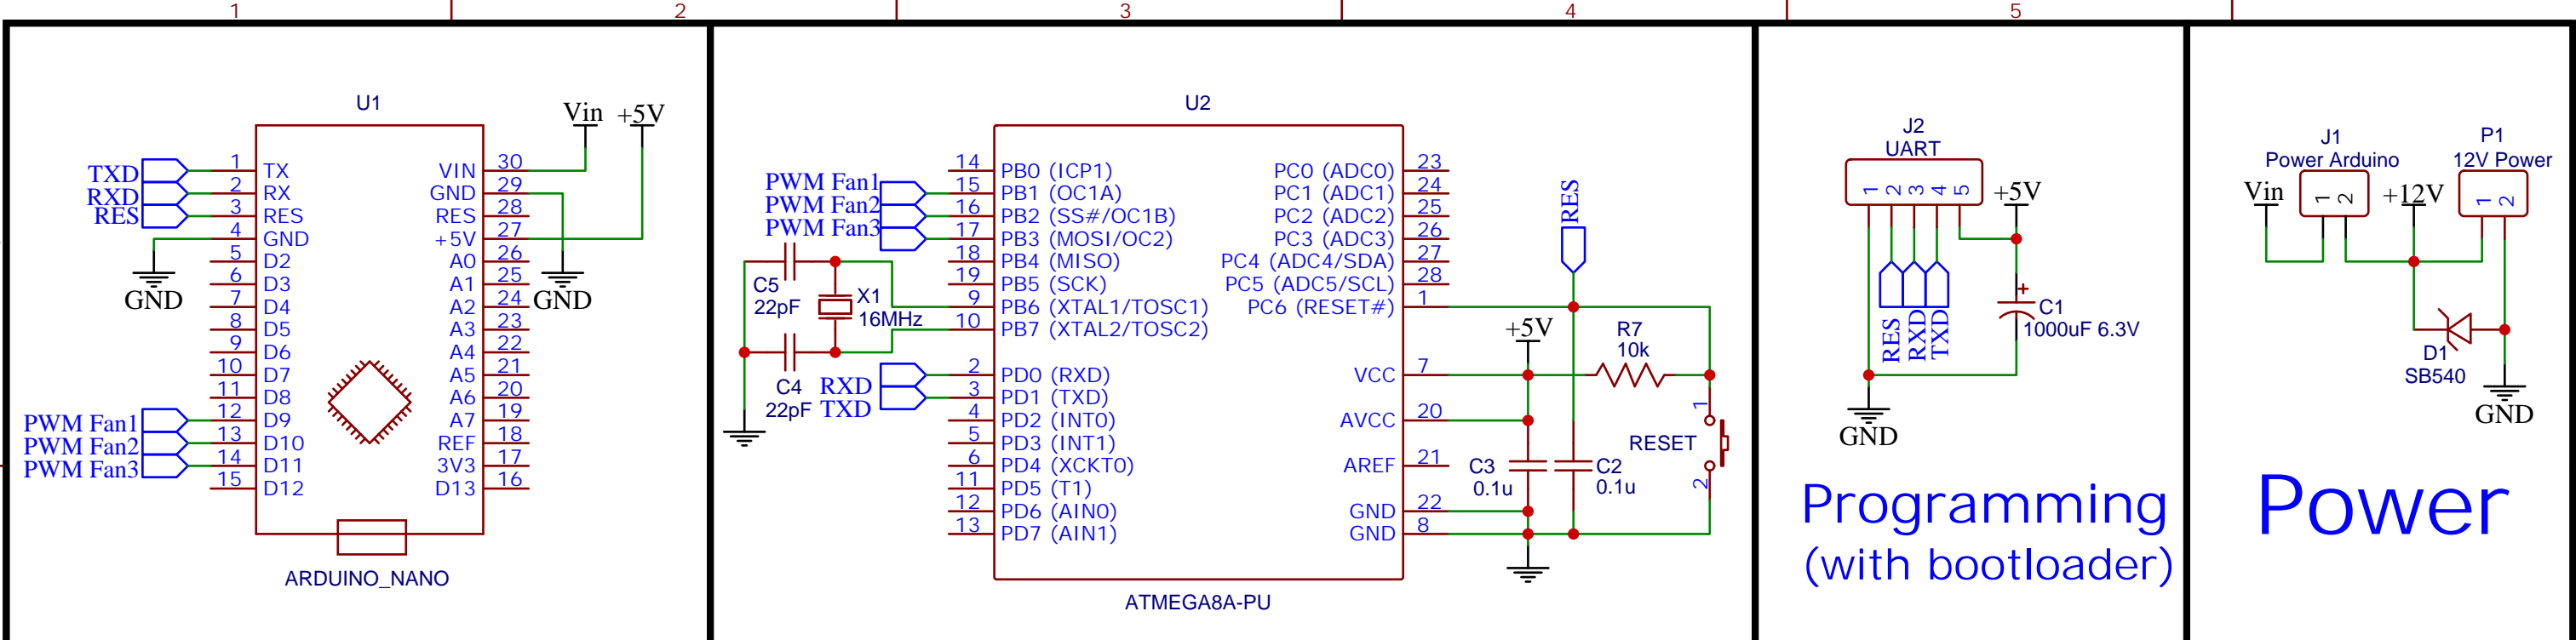 1 2 3 4 5
U1
Vin +5V
TXD 1 TX VIN 30
RXD 2 RX GND 29
RES 3 RES RES 28
4 GND +5V 27
5 D2 A0 26
6 D3 A1 25
GND 7 D4 A2 24 GND
8 D5 A3 23
9 D6 A4 22
10 D7 A5 21
11 D8 A6 20
PWM Fan1 12 D9 A7 19
PWM Fan2 13 D10 REF 18
PWM Fan3 14 D11 3V3 17
15 D12 D13 16
ARDUINO_NANO
U2
14 PB0 (ICP1) PC0 (ADC0) 23
PWM Fan1 15 PB1 (OC1A) PC1 (ADC1) 24
PWM Fan2 16 PB2 (SS#/OC1B) PC2 (ADC2) 25
PWM Fan3 17 PB3 (MOSI/OC2) PC3 (ADC3) 26
18 PB4 (MISO) PC4 (ADC4/SDA) 27
19 PB5 (SCK) PC5 (ADC5/SCL) 28
9 PB6 (XTAL1/TOSC1) PC6 (RESET#) 1
10 PB7 (XTAL2/TOSC2)
C5
22pF
X1
16MHz
C4
22pF
RXD 2 PD0 (RXD) VCC 7
TXD 3 PD1 (TXD)
4 PD2 (INT0) AVCC 20
5 PD3 (INT1)
6 PD4 (XCKT0) AREF 21
11 PD5 (T1)
12 PD6 (AIN0) GND 22
13 PD7 (AIN1) GND 8
RES
+5V
R7
10k
1
RESET
2
C3
0.1u
C2
0.1u
ATMEGA8A-PU
J2
UART
1 2 3 4 5
+5V
RES
RXD
TXD
+
C1
1000uF 6.3V
GND
Programming
(with bootloader)
J1
Power Arduino
Vin
1 2
+12V
P1
12V Power
1 2
D1
SB540
GND
Power